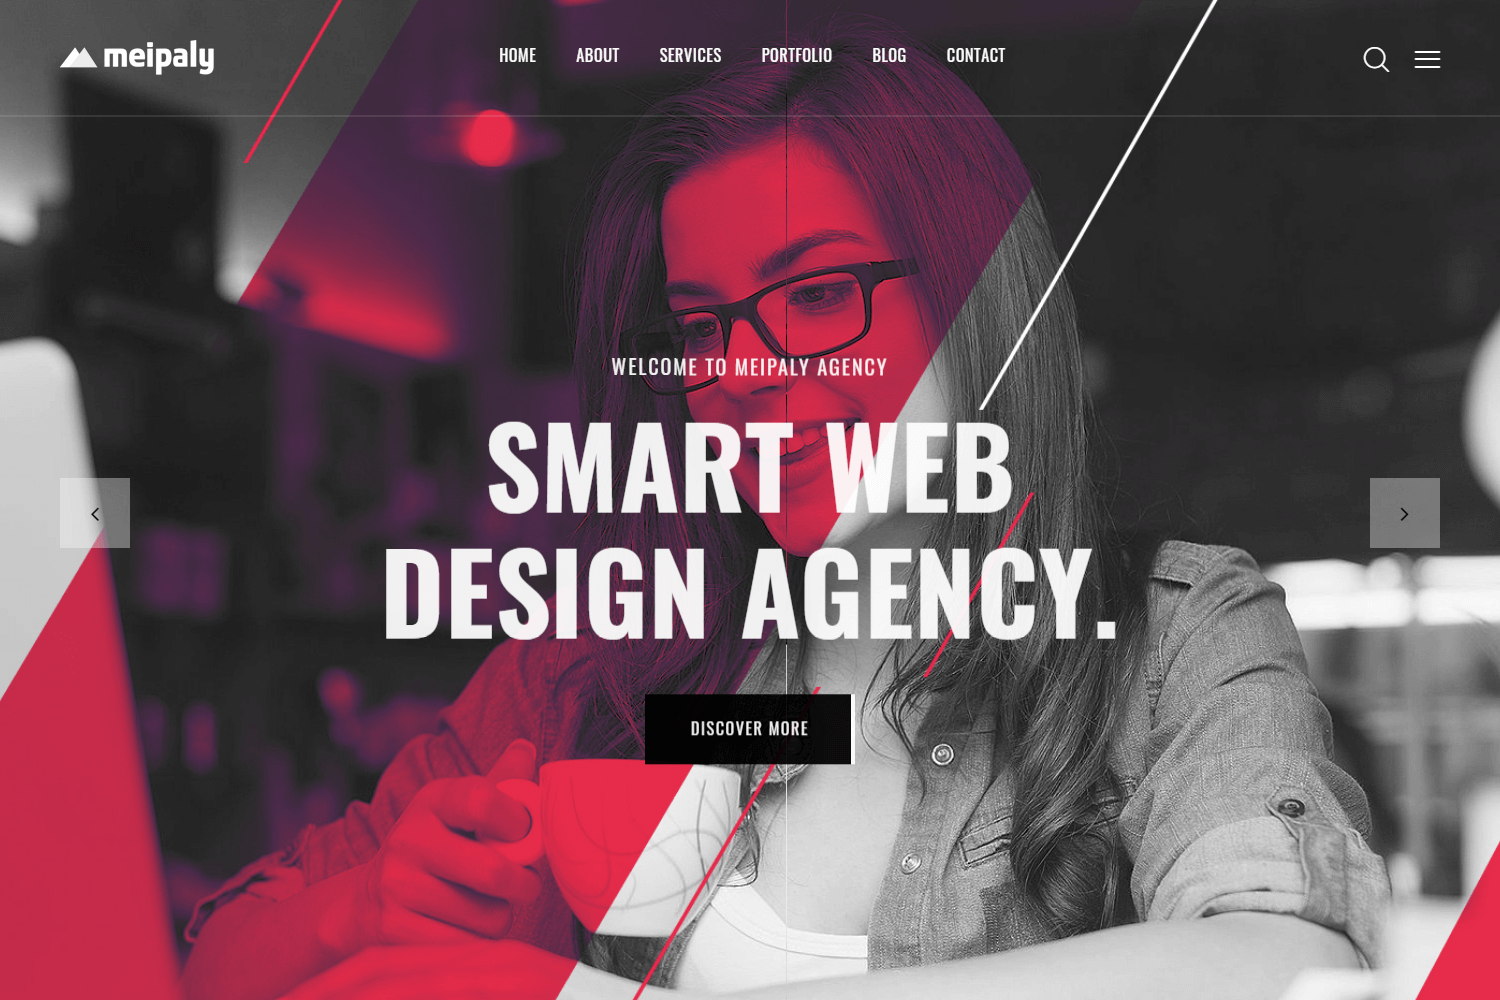 meipaly
HOME ABOUT SERVICES PORTFOLIO BLOG CONTACT
WELCOME TO MEIPALY AGENCY
SMART WEB
DESIGN AGENCY.
DISCOVER MORE